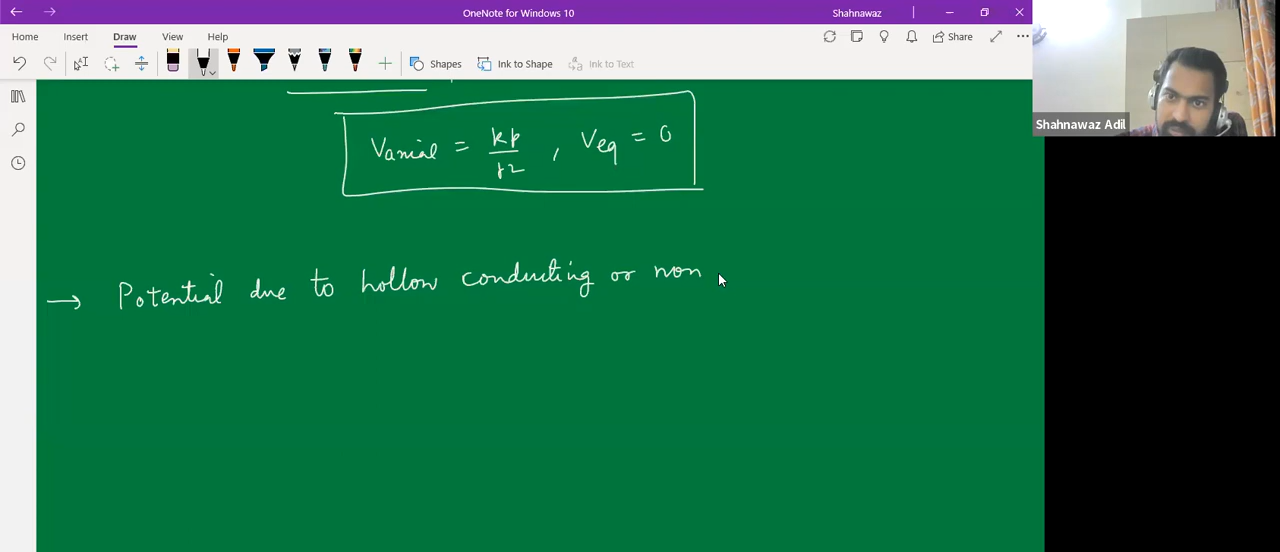 OneNote for Windows 10
Shahnawaz
Home Insert Draw View Help
Share
Shapes Ink to Shape Ink to Text
Shahnawaz Adil
Vaxial = kp/r2 , Veq = 0
→ Potential due to hollow conducting or non